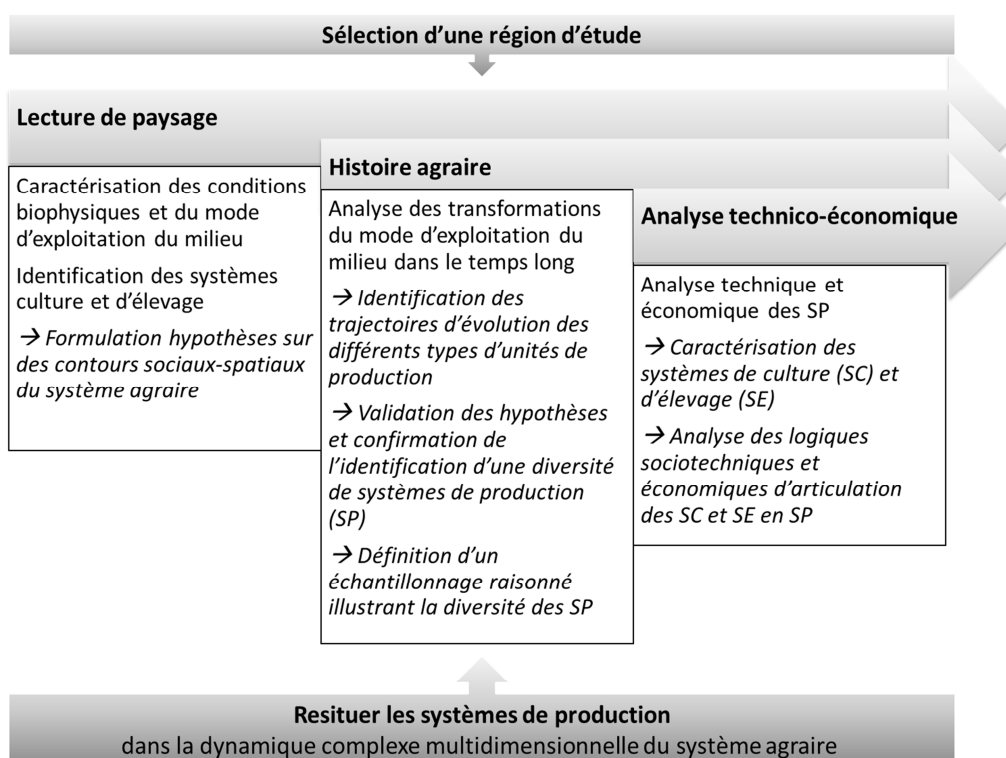 Sélection d’une région d’étude
Lecture de paysage
Caractérisation des conditions
biophysiques et du mode
d’exploitation du milieu
Identification des systèmes
culture et d’élevage
→ Formulation hypothèses sur
des contours sociaux-spatiaux
du système agraire
Histoire agraire
Analyse des transformations
du mode d’exploitation du
milieu dans le temps long
→ Identification des
trajectoires d’évolution des
différents types d’unités de
production
→ Validation des hypothèses
et confirmation de
l’identification d’une diversité
de systèmes de production
(SP)
→ Définition d’un
échantillonnage raisonné
illustrant la diversité des SP
Analyse technico-économique
Analyse technique et
économique des SP
→ Caractérisation des
systèmes de culture (SC) et
d’élevage (SE)
→ Analyse des logiques
sociotechniques et
économiques d’articulation
des SC et SE en SP
Resituer les systèmes de production
dans la dynamique complexe multidimensionnelle du système agraire